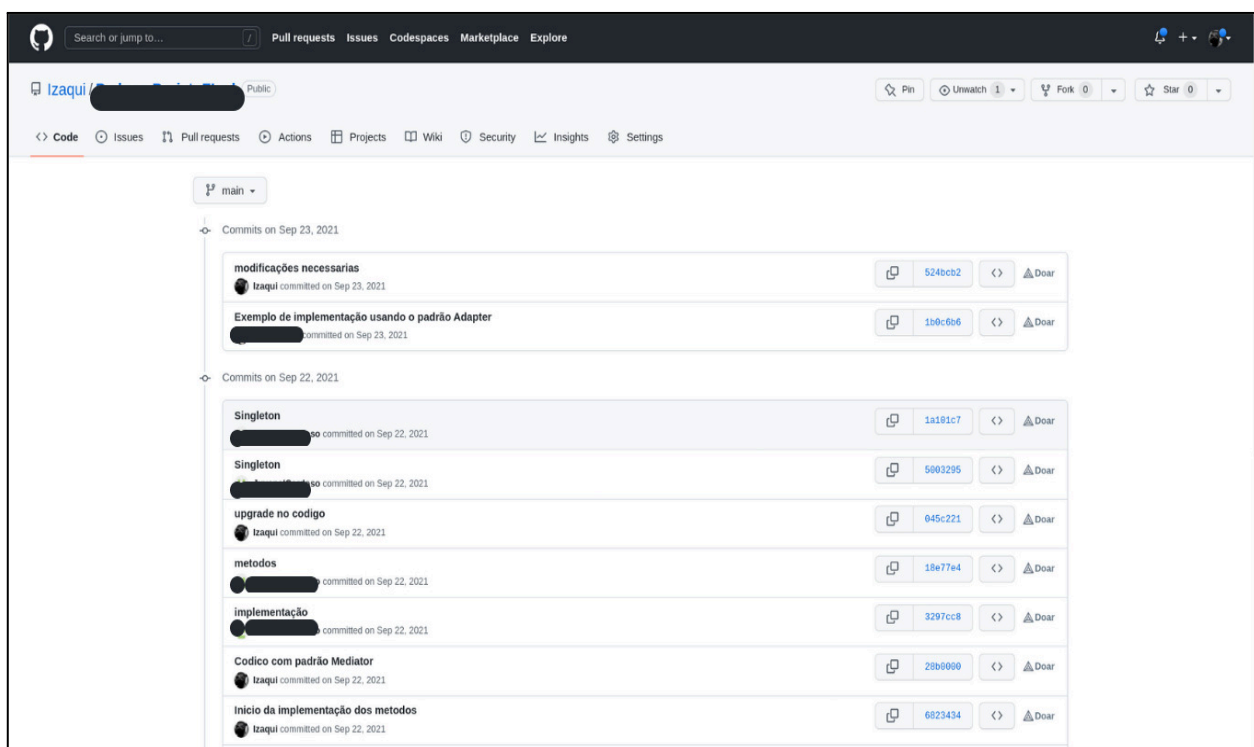 Search or jump to... / Pull requests Issues Codespaces Marketplace Explore
Izaqui / Public Pin Unwatch 1 Fork 0 Star 0
Code Issues Pull requests Actions Projects Wiki Security Insights Settings
main
Commits on Sep 23, 2021
modificações necessarias
Izaqui committed on Sep 23, 2021
524bcb2 <> Doar
Exemplo de implementação usando o padrão Adapter
committed on Sep 23, 2021
1b0c6b6 <> Doar
Commits on Sep 22, 2021
Singleton
so committed on Sep 22, 2021
1a101c7 <> Doar
Singleton
so committed on Sep 22, 2021
5003295 <> Doar
upgrade no codigo
Izaqui committed on Sep 22, 2021
045c221 <> Doar
metodos
committed on Sep 22, 2021
18e77e4 <> Doar
implementação
committed on Sep 22, 2021
3297cc8 <> Doar
Codico com padrão Mediator
Izaqui committed on Sep 22, 2021
28b0000 <> Doar
Inicio da implementação dos metodos
Izaqui committed on Sep 22, 2021
6823434 <> Doar